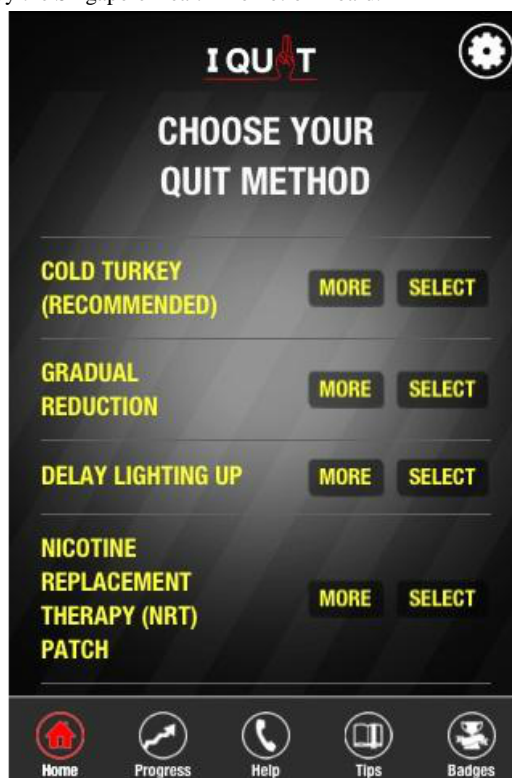 I QUIT
CHOOSE YOUR
QUIT METHOD
COLD TURKEY
(RECOMMENDED)
MORE SELECT
GRADUAL
REDUCTION
MORE SELECT
DELAY LIGHTING UP MORE SELECT
NICOTINE
REPLACEMENT
THERAPY (NRT)
PATCH
MORE SELECT
Home Progress Help Tips Badges